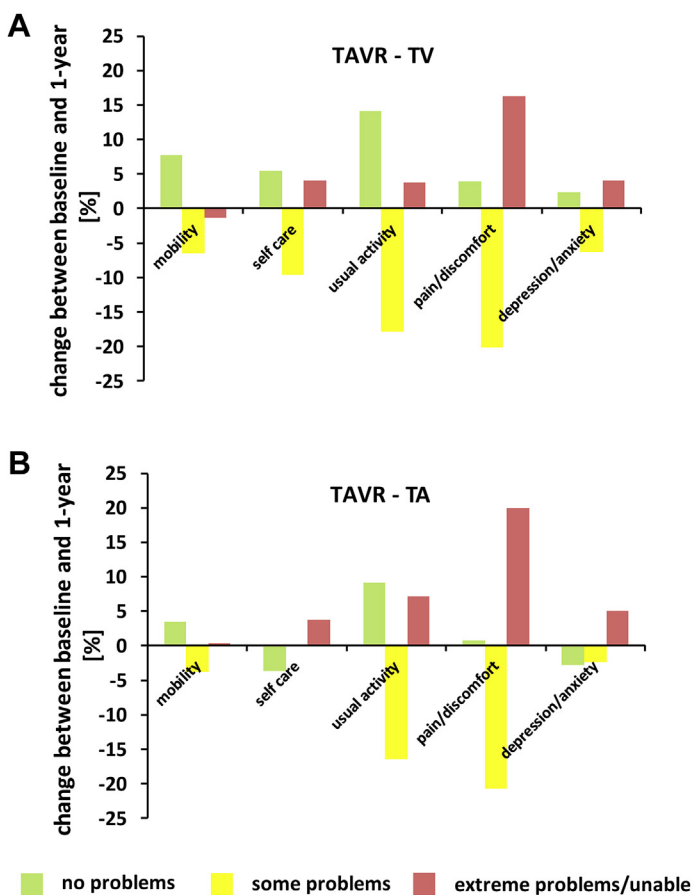 A
TAVR - TV
change between baseline and 1-year
[%]
25
20
15
10
5
0
-5
-10
-15
-20
-25
mobility
self care
usual activity
pain/discomfort
depression/anxiety
B
TAVR - TA
change between baseline and 1-year
[%]
25
20
15
10
5
0
-5
-10
-15
-20
-25
mobility
self care
usual activity
pain/discomfort
depression/anxiety
no problems some problems extreme problems/unable